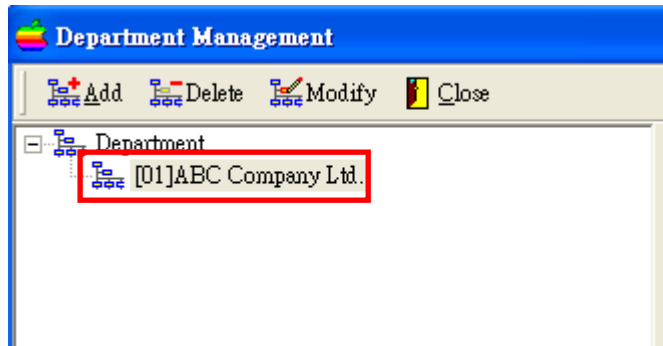 Department Management
Add Delete Modify Close
Department
[01]ABC Company Ltd.